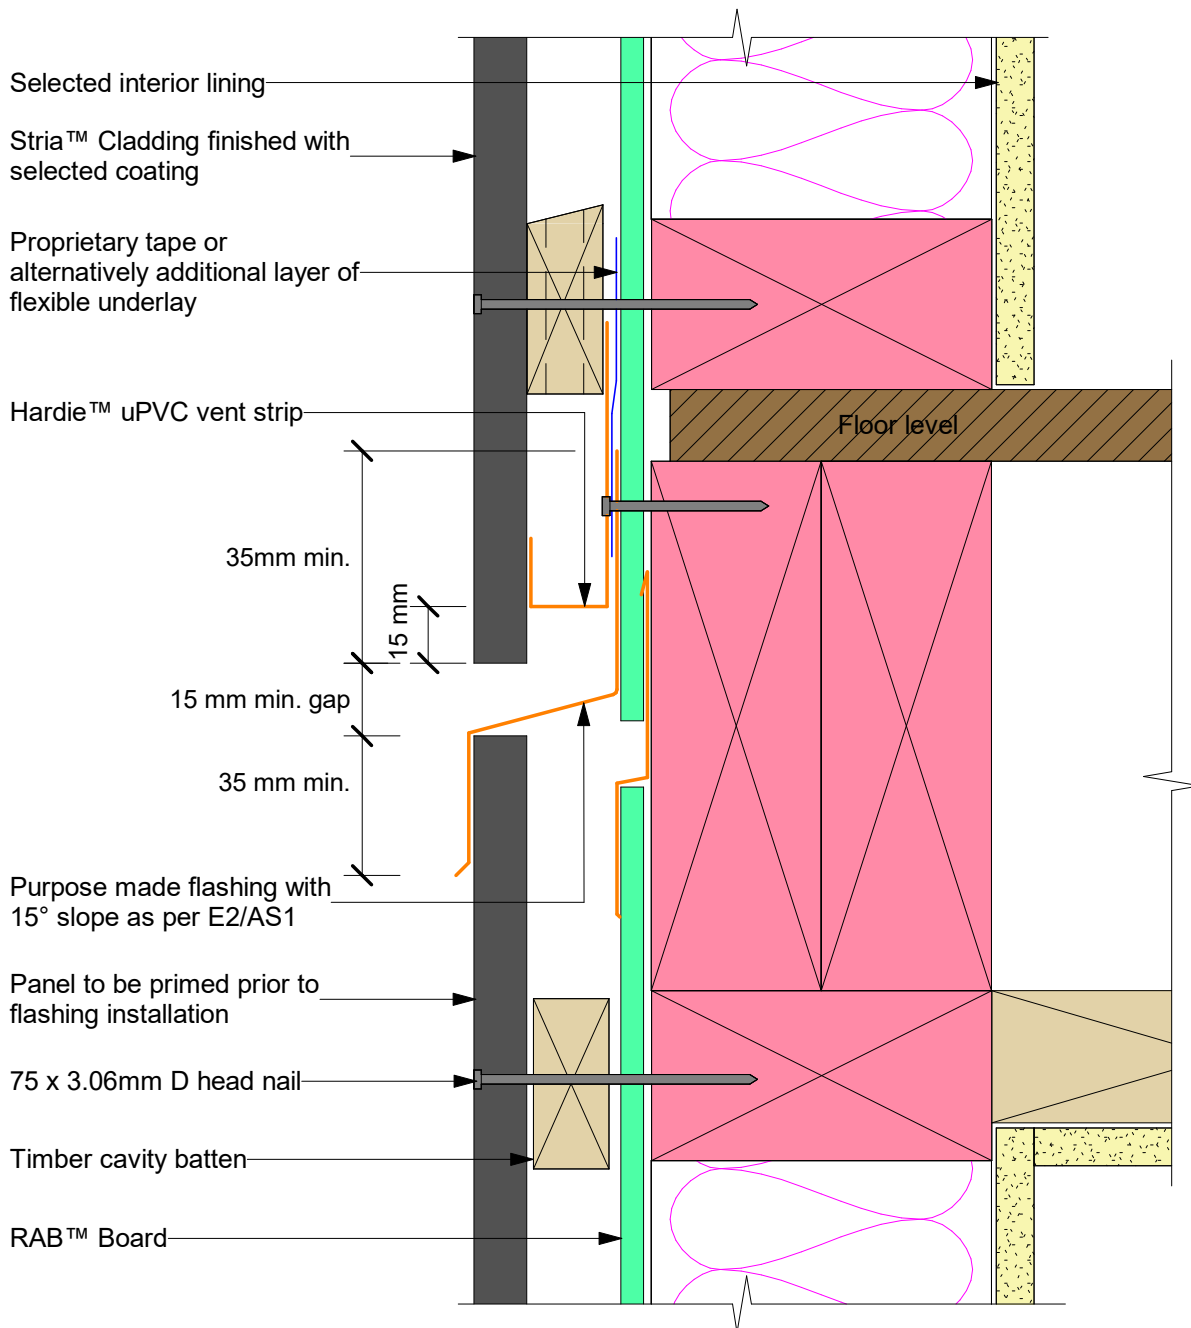 Selected interior lining
Stria™ Cladding finished with
selected coating
Proprietary tape or
alternatively additional layer of
flexible underlay
Hardie™ uPVC vent strip
Floor level
35mm min.
15 mm
15 mm min. gap
35 mm min.
Purpose made flashing with
15° slope as per E2/AS1
Panel to be primed prior to
flashing installation
75 x 3.06mm D head nail
Timber cavity batten
RAB™ Board